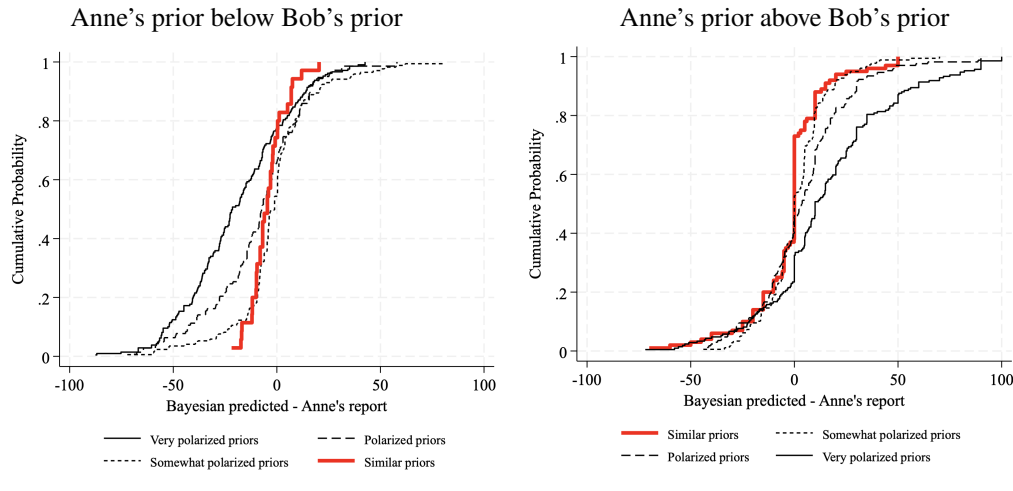 Anne's prior below Bob's prior
Cumulative Probability
1
.8
.6
.4
.2
0
-100 -50 0 50 100
Bayesian predicted - Anne's report
Very polarized priors Polarized priors
Somewhat polarized priors Similar priors
Anne's prior above Bob's prior
Cumulative Probability
1
.8
.6
.4
.2
0
-100 -50 0 50 100
Bayesian predicted - Anne's report
Similar priors Somewhat polarized priors
Polarized priors Very polarized priors